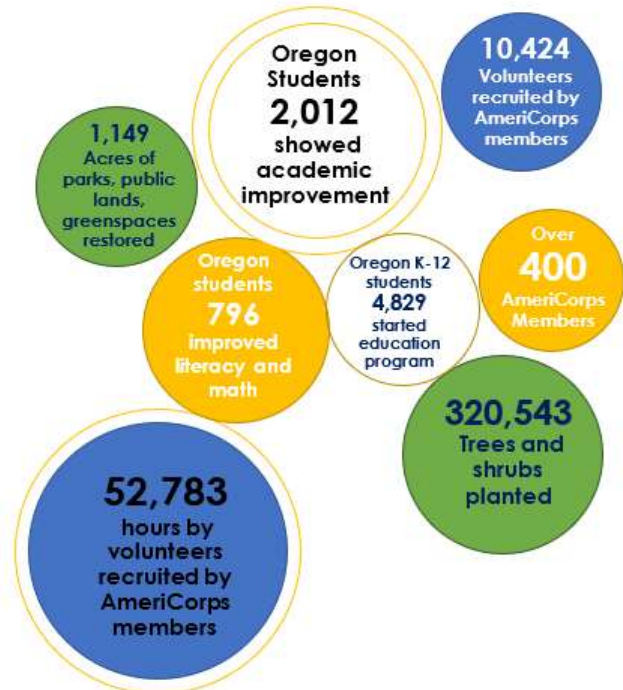 Oregon
Students
2,012
showed
academic
improvement
10,424
Volunteers
recruited by
AmeriCorps
members
1,149
Acres of
parks, public
lands,
greenspaces
restored
Oregon
students
796
improved
literacy and
math
Oregon K-12
students
4,829
started
education
program
Over
400
AmeriCorps
Members
320,543
Trees and
shrubs
planted
52,783
hours by
volunteers
recruited by
AmeriCorps
members